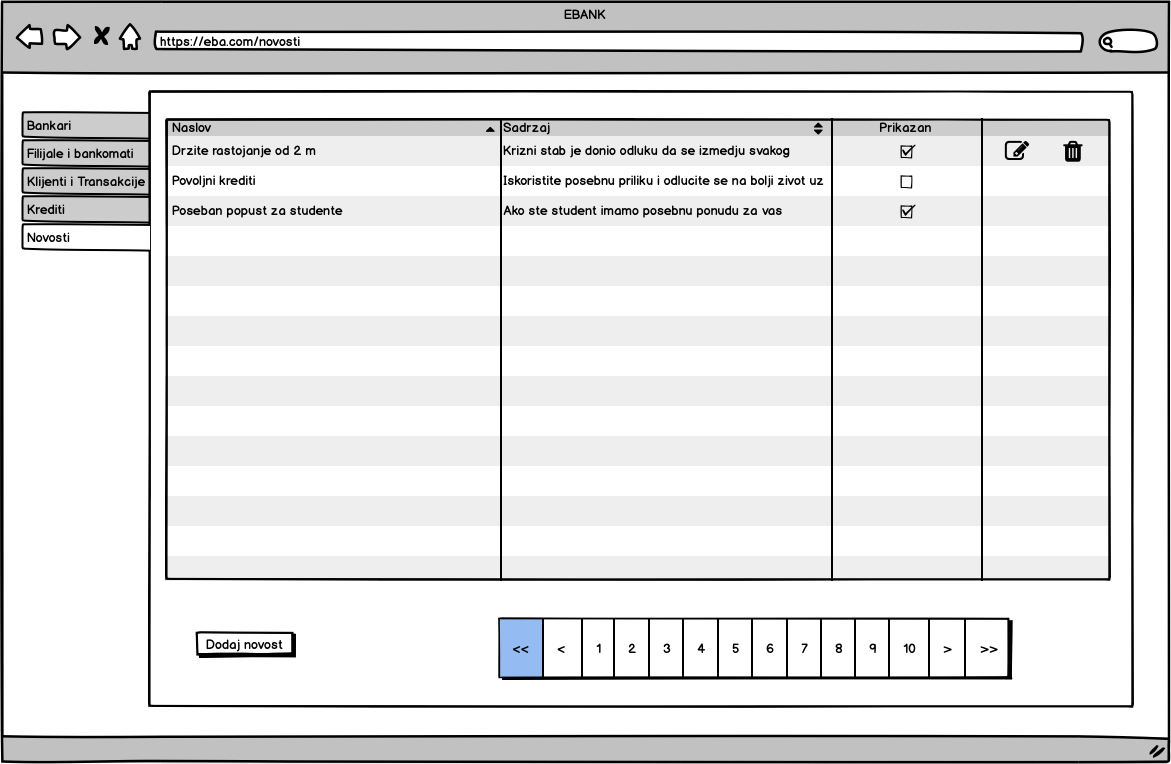 EBANK
https://eba.com/novosti
Bankari
Filijale i bankomati
Klijenti i Transakcije
Krediti
Novosti
Naslov Sadrzaj Prikazan
Drzite rastojanje od 2 m Krizni stab je donio odluku da se izmedju svakog
Povoljni krediti Iskoristite posebnu priliku i odlucite se na bolji zivot uz
Poseban popust za studente Ako ste student imamo posebnu ponudu za vas
Dodaj novost
<< < 1 2 3 4 5 6 7 8 9 10 > >>